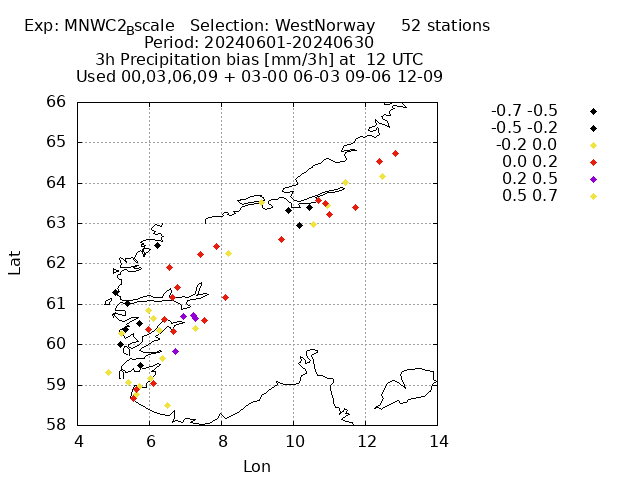 Exp: MNWC2Bscale Selection: WestNorway 52 stations
Period: 20240601-20240630
3h Precipitation bias [mm/3h] at 12 UTC
Used 00,03,06,09 + 03-00 06-03 09-06 12-09
66
65
64
63
62
61
60
59
58
4 6 8 10 12 14
Lat
Lon
-0.7 -0.5
-0.5 -0.2
-0.2 0.0
0.0 0.2
0.2 0.5
0.5 0.7